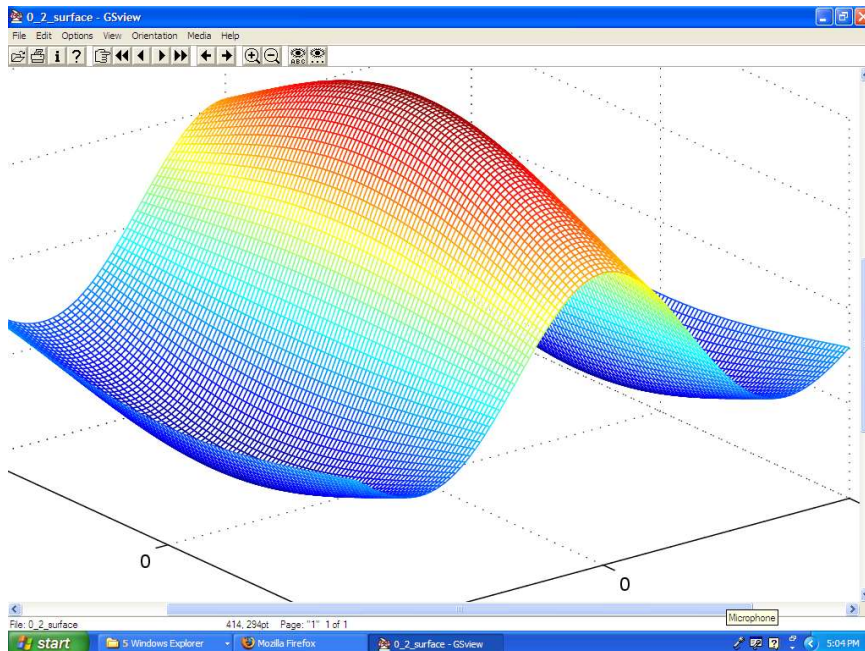 0_2_surface - GSview
File Edit Options View Orientation Media Help
0
0
Microphone
File: 0_2_surface 414, 294pt Page: "1" 1 of 1
start 5 Windows Explorer Mozilla Firefox 0_2_surface - GSview 5:04 PM